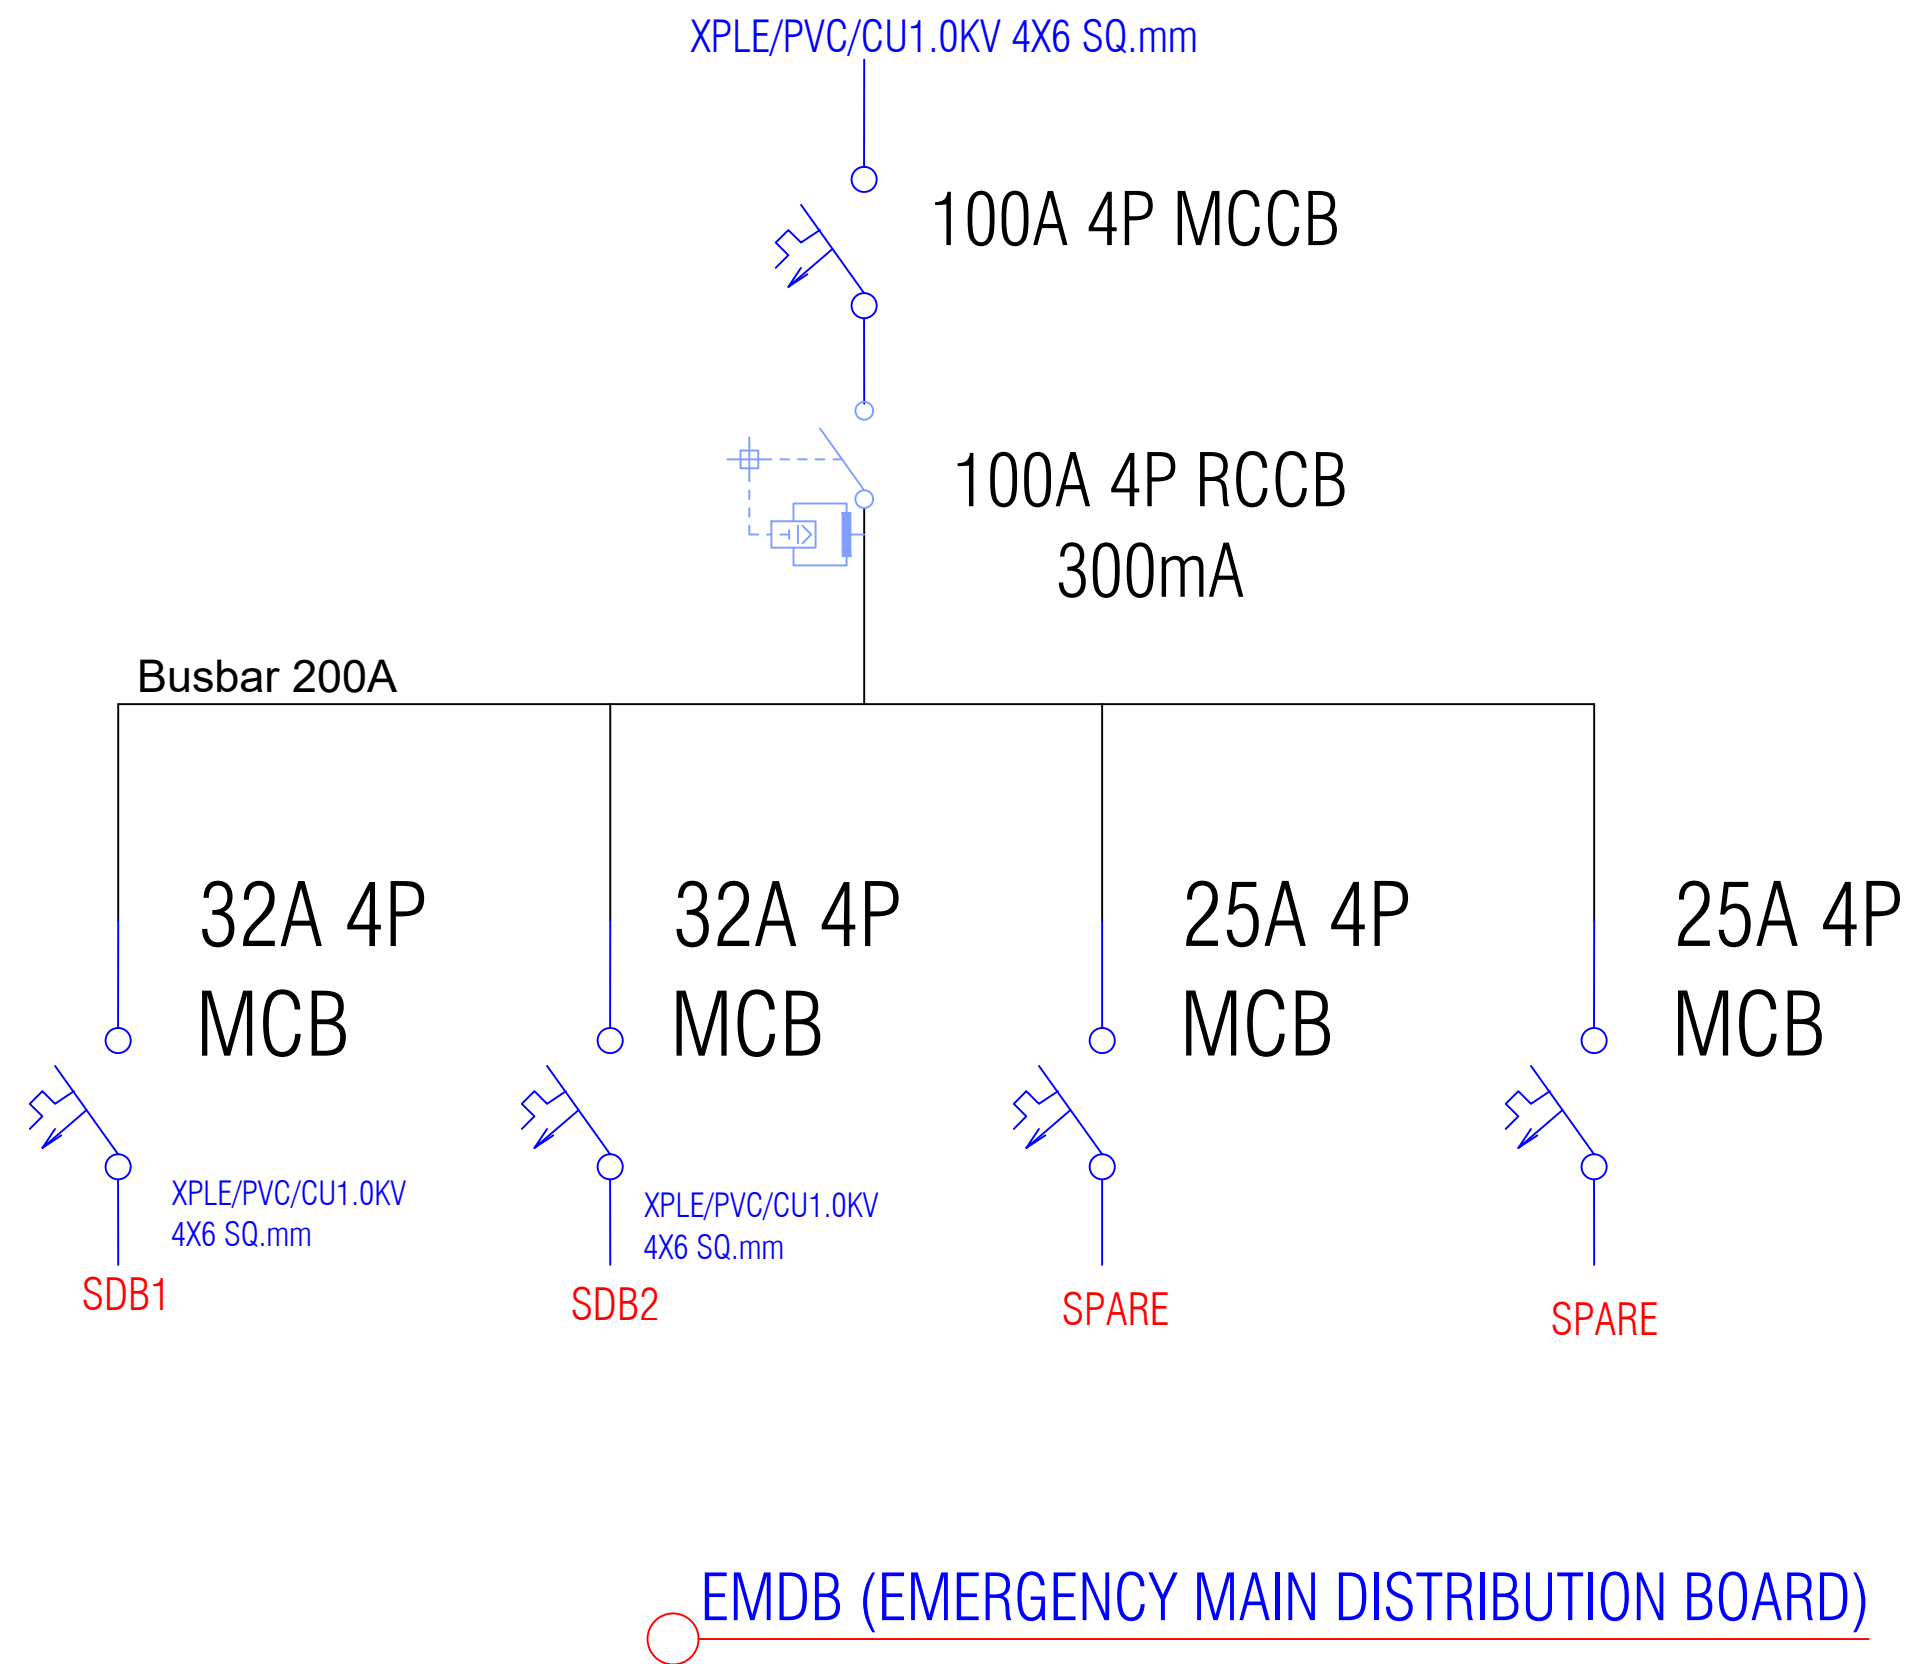 XPLE/PVC/CU1.0KV 4X6 SQ.mm
100A 4P MCCB
100A 4P RCCB
300mA
Busbar 200A
32A 4P
MCB
32A 4P
MCB
25A 4P
MCB
25A 4P
MCB
XPLE/PVC/CU1.0KV
4X6 SQ.mm
XPLE/PVC/CU1.0KV
4X6 SQ.mm
SDB1
SDB2
SPARE
SPARE
EMDB (EMERGENCY MAIN DISTRIBUTION BOARD)